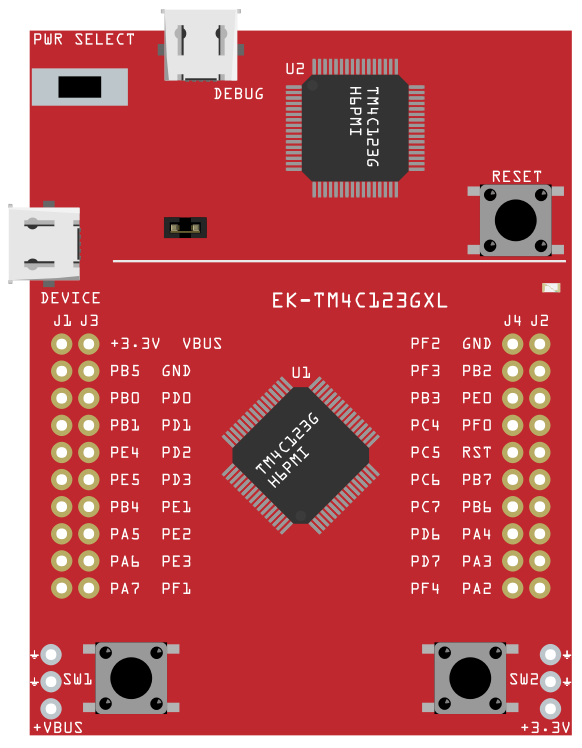 PWR SELECT
DEBUG
U2
TM4C123G
H6PMI
RESET
DEVICE
EK-TM4C123GXL
J1 J3
J4 J2
U1
TM4C123G
H6PMI
+3.3V VBUS PF2 GND
PB5 GND PF3 PB2
PB0 PD0 PB3 PE0
PB1 PD1 PC4 PF0
PE4 PD2 PC5 RST
PE5 PD3 PC6 PB7
PB4 PE1 PC7 PB6
PA5 PE2 PD6 PA4
PA6 PE3 PD7 PA3
PA7 PF1 PF4 PA2
SW1
SW2
+VBUS
+3.3V